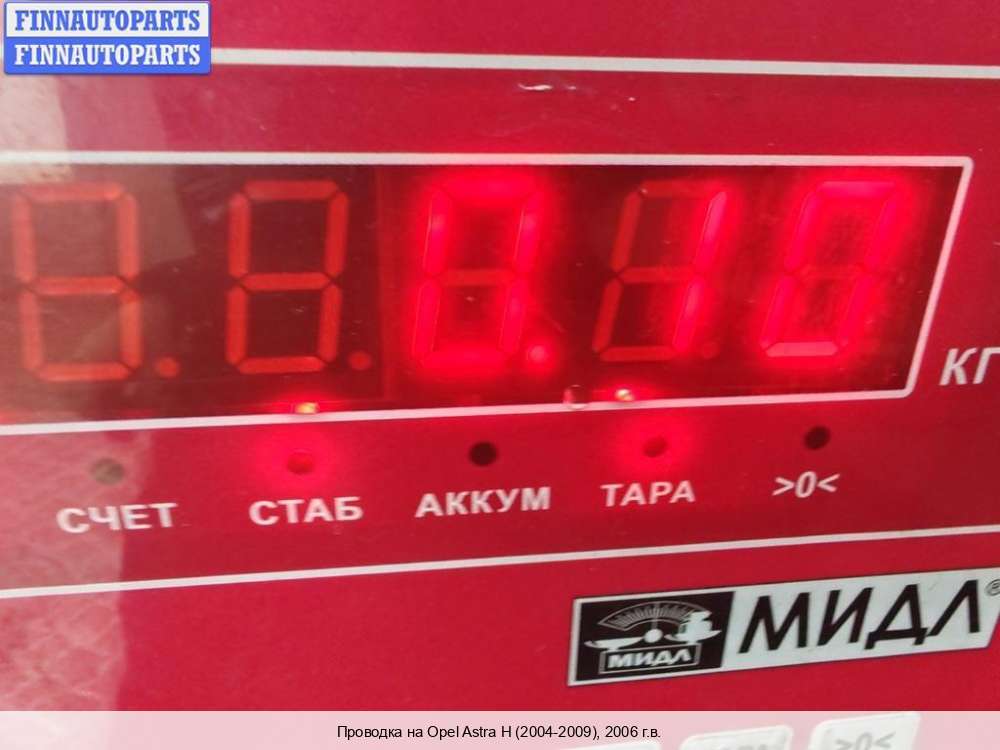 FINNAUTOPARTS
FINNAUTOPARTS
0.10
КГ
СЧЕТ СТАБ АККУМ ТАРА >0<
МИДЛ МИДЛ®
>0<
Проводка на Opel Astra H (2004-2009), 2006 г.в.